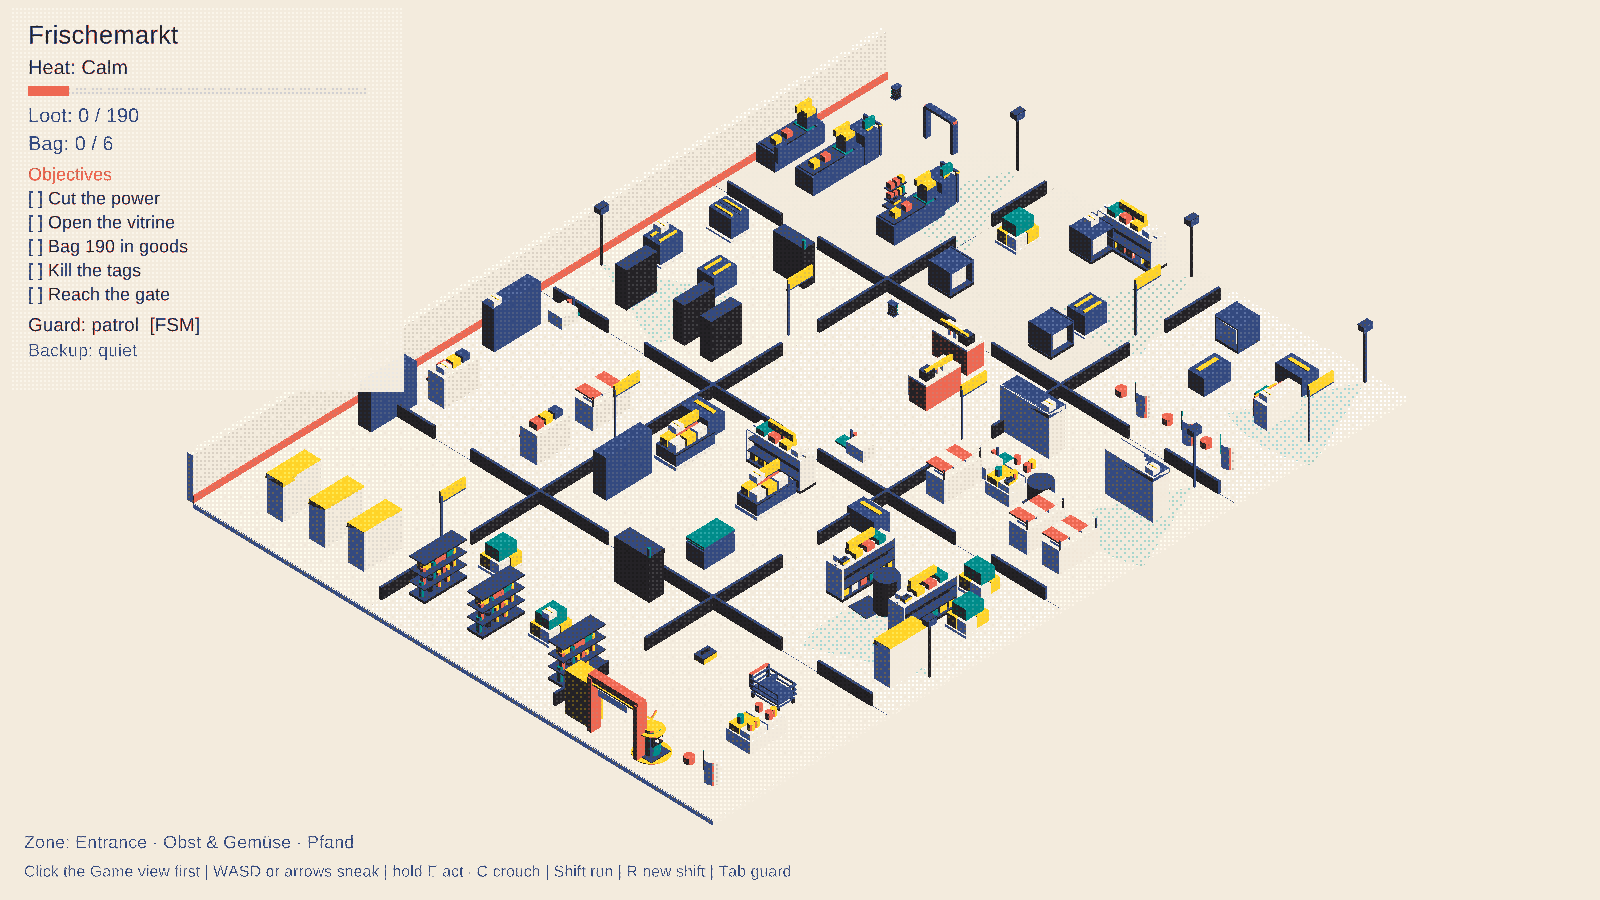 Frischemarkt
Heat: Calm
Loot: 0 / 190
Bag: 0 / 6
Objectives
[ ] Cut the power
[ ] Open the vitrine
[ ] Bag 190 in goods
[ ] Kill the tags
[ ] Reach the gate
Guard: patrol [FSM]
Backup: quiet
Zone: Entrance · Obst & Gemüse · Pfand
Click the Game view first | WASD or arrows sneak | hold E act · C crouch | Shift run | R new shift | Tab guard